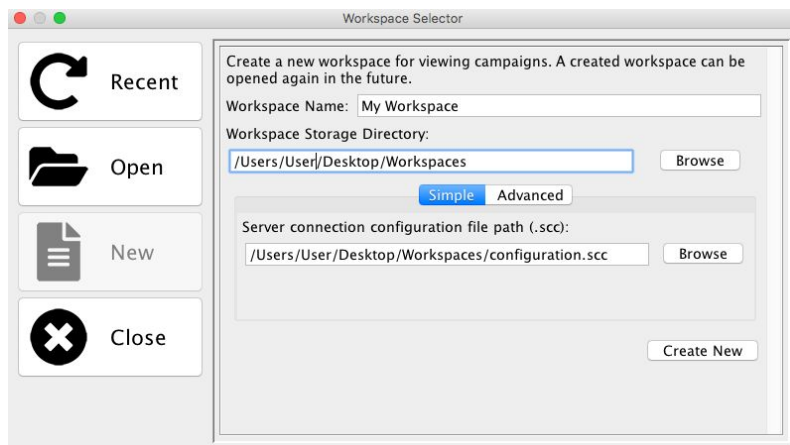 Workspace Selector
Recent
Open
New
Close
Create a new workspace for viewing campaigns. A created workspace can be
opened again in the future.
Workspace Name: My Workspace
Workspace Storage Directory:
/Users/User/Desktop/Workspaces Browse
Simple Advanced
Server connection configuration file path (.scc):
/Users/User/Desktop/Workspaces/configuration.scc Browse
Create New